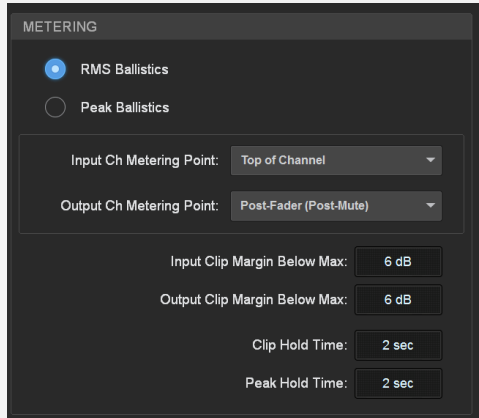 METERING
RMS Ballistics
Peak Ballistics
Input Ch Metering Point: Top of Channel
Output Ch Metering Point: Post-Fader (Post-Mute)
Input Clip Margin Below Max: 6 dB
Output Clip Margin Below Max: 6 dB
Clip Hold Time: 2 sec
Peak Hold Time: 2 sec